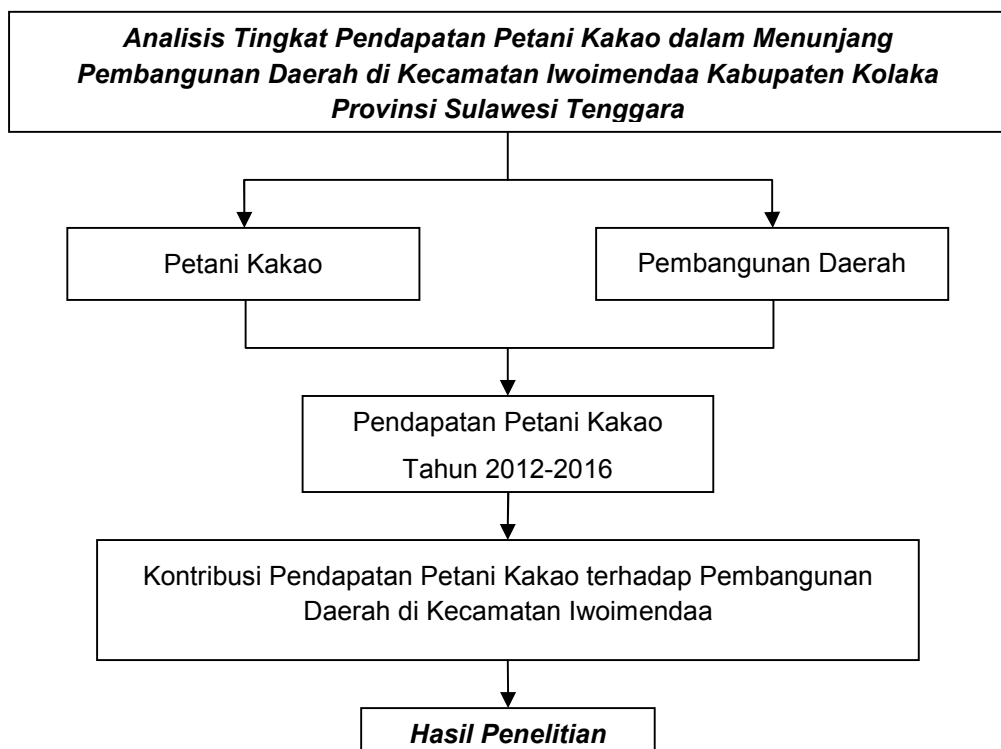 Analisis Tingkat Pendapatan Petani Kakao dalam Menunjang
Pembangunan Daerah di Kecamatan Iwoimendaa Kabupaten Kolaka
Provinsi Sulawesi Tenggara
Petani Kakao
Pembangunan Daerah
Pendapatan Petani Kakao
Tahun 2012-2016
Kontribusi Pendapatan Petani Kakao terhadap Pembangunan
Daerah di Kecamatan Iwoimendaa
Hasil Penelitian